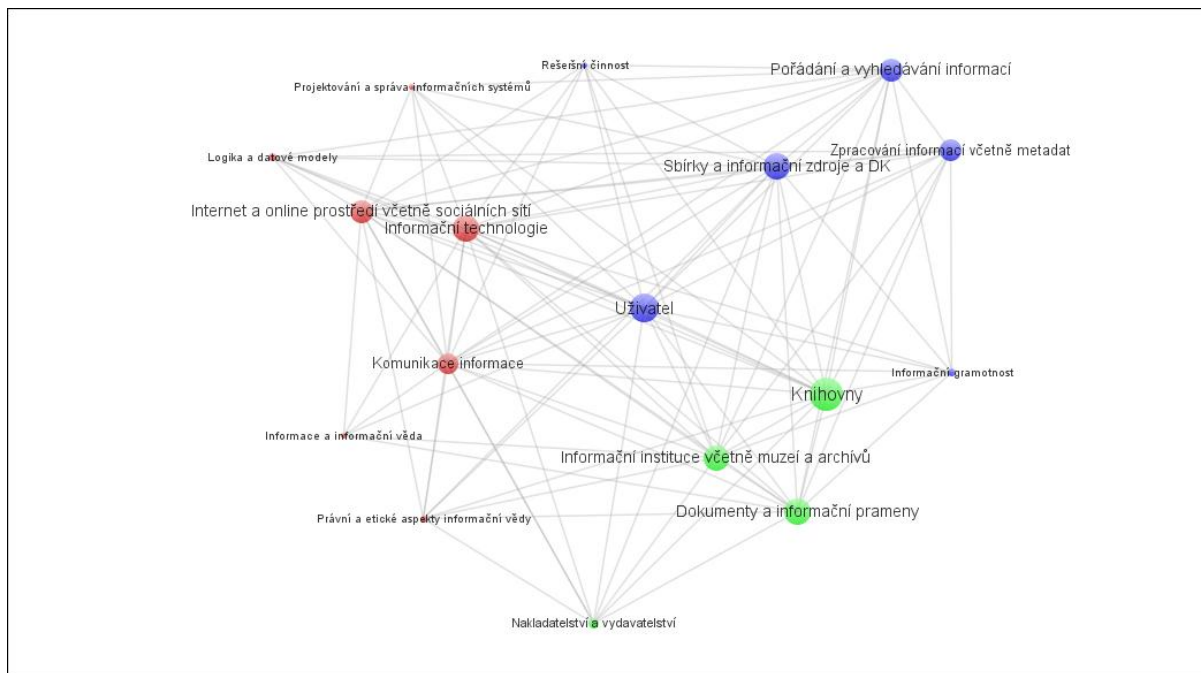 Rešeršní činnost
Pořádání a vyhledávání informací
Projektování a správa informačních systémů
Zpracování informací včetně metadat
Logika a datové modely
Sbírky a informační zdroje a DK
Internet a online prostředí včetně sociálních sítí
Informační technologie
Uživatel
Komunikace informace
Informační gramotnost
Knihovny
Informace a informační věda
Informační instituce včetně muzeí a archívů
Dokumenty a informační prameny
Právní a etické aspekty informační vědy
Nakladatelství a vydavatelství